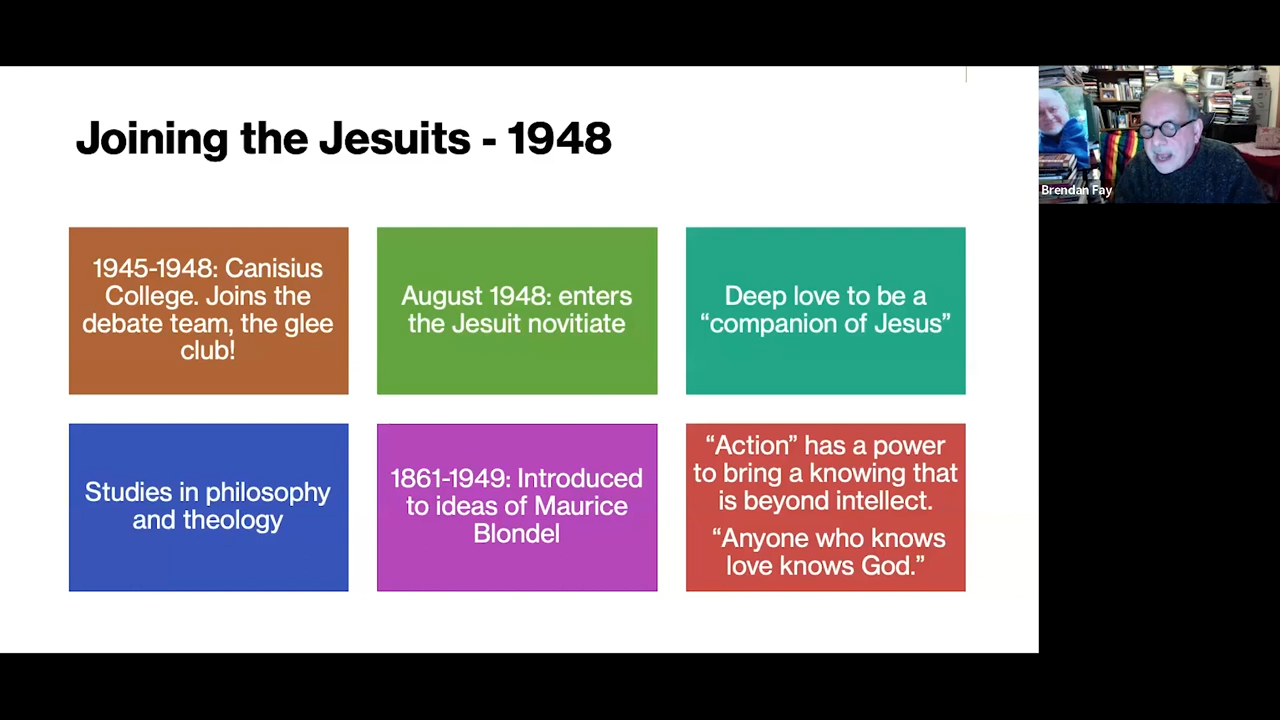 Joining the Jesuits - 1948
1945-1948: Canisius
College. Joins the
debate team, the glee
club!
August 1948: enters
the Jesuit novitiate
Deep love to be a
“companion of Jesus”
Studies in philosophy
and theology
1861-1949: Introduced
to ideas of Maurice
Blondel
“Action” has a power
to bring a knowing that
is beyond intellect.
“Anyone who knows
love knows God.”
Brendan Fay